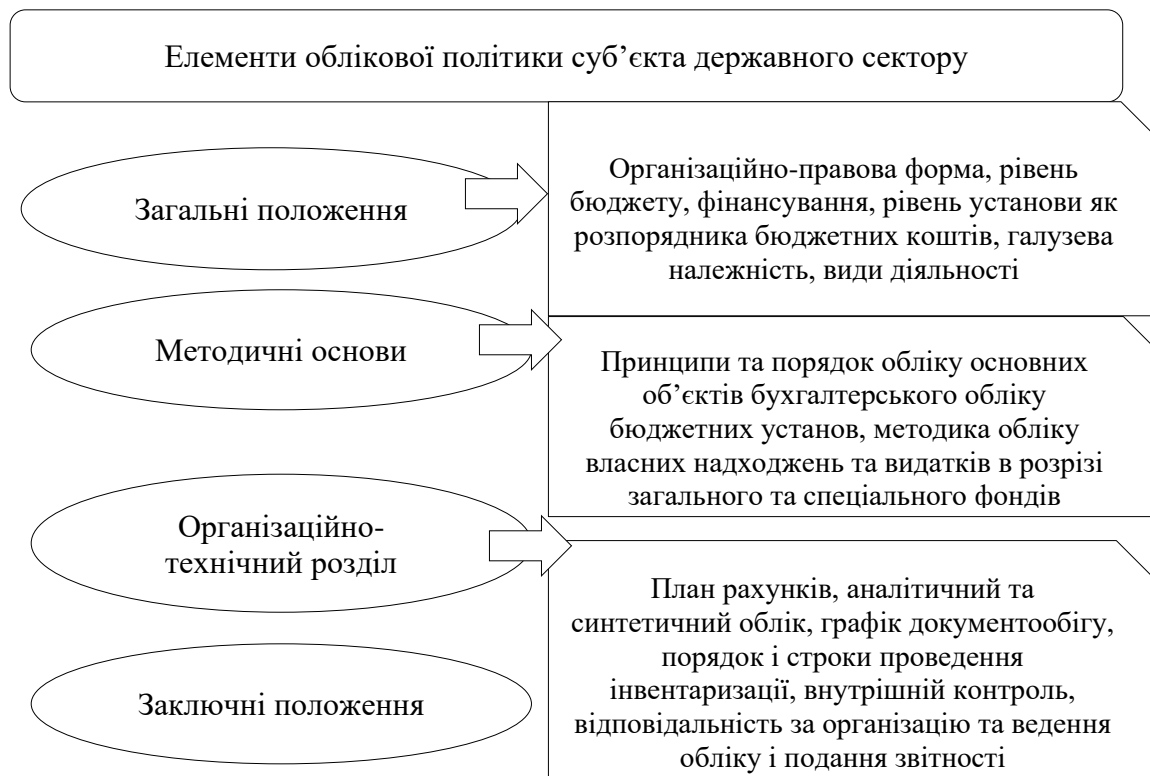 Елементи облікової політики суб’єкта державного сектору
Загальні положення
Організаційно-правова форма, рівень
бюджету, фінансування, рівень установи як
розпорядника бюджетних коштів, галузева
належність, види діяльності
Методичні основи
Принципи та порядок обліку основних
об’єктів бухгалтерського обліку
бюджетних установ, методика обліку
власних надходжень та видатків в розрізі
загального та спеціального фондів
Організаційно-
технічний розділ
План рахунків, аналітичний та
синтетичний облік, графік документообігу,
порядок і строки проведення
інвентаризації, внутрішній контроль,
відповідальність за організацію та ведення
обліку і подання звітності
Заключні положення